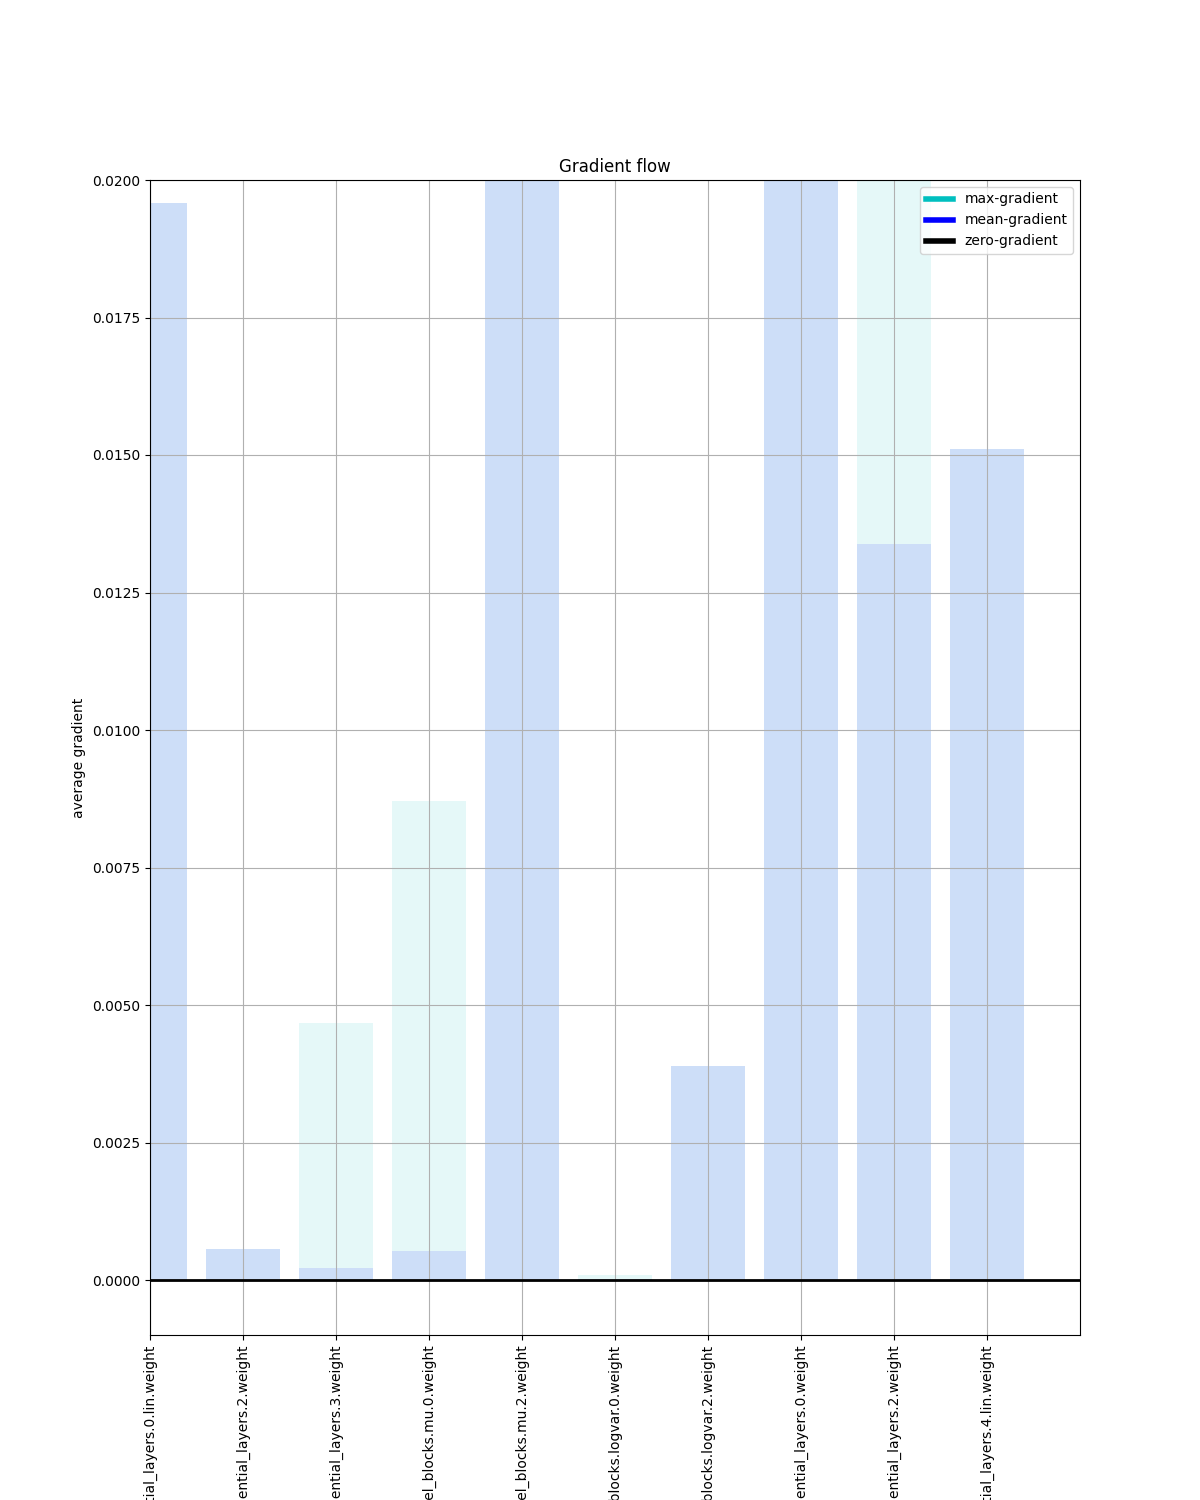 Gradient flow
max-gradient
mean-gradient
zero-gradient
average gradient
0.0200
0.0175
0.0150
0.0125
0.0100
0.0075
0.0050
0.0025
0.0000
tial_layers.0.lin.weight
ential_layers.2.weight
ential_layers.3.weight
el_blocks.mu.0.weight
el_blocks.mu.2.weight
blocks.logvar.0.weight
blocks.logvar.2.weight
ential_layers.0.weight
ential_layers.2.weight
ential_layers.4.lin.weight